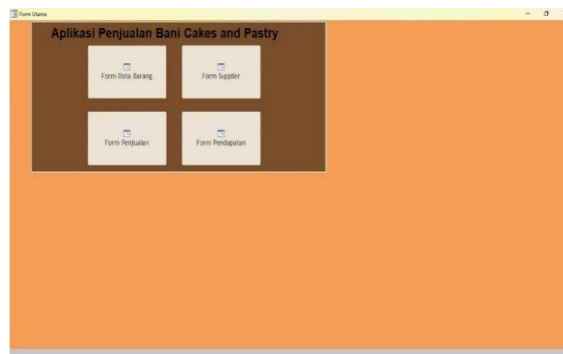 Form Utama
Aplikasi Penjualan Bani Cakes and Pastry
Form Data Barang
Form Supplier
Form Penjualan
Form Pendapatan